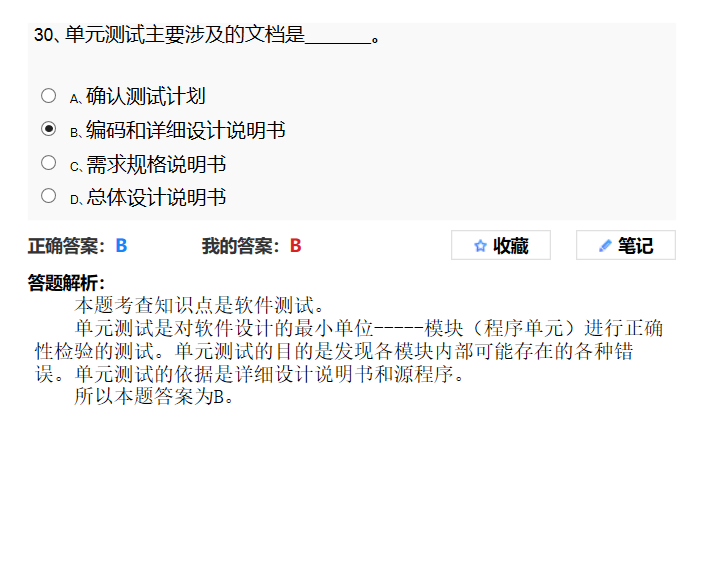 30、单元测试主要涉及的文档是_______。
A、确认测试计划
B、编码和详细设计说明书
C、需求规格说明书
D、总体设计说明书
正确答案：B 我的答案：B 收藏 笔记
答题解析：
本题考查知识点是软件测试。
单元测试是对软件设计的最小单位-----模块（程序单元）进行正确
性检验的测试。单元测试的目的是发现各模块内部可能存在的各种错
误。单元测试的依据是详细设计说明书和源程序。
所以本题答案为B。